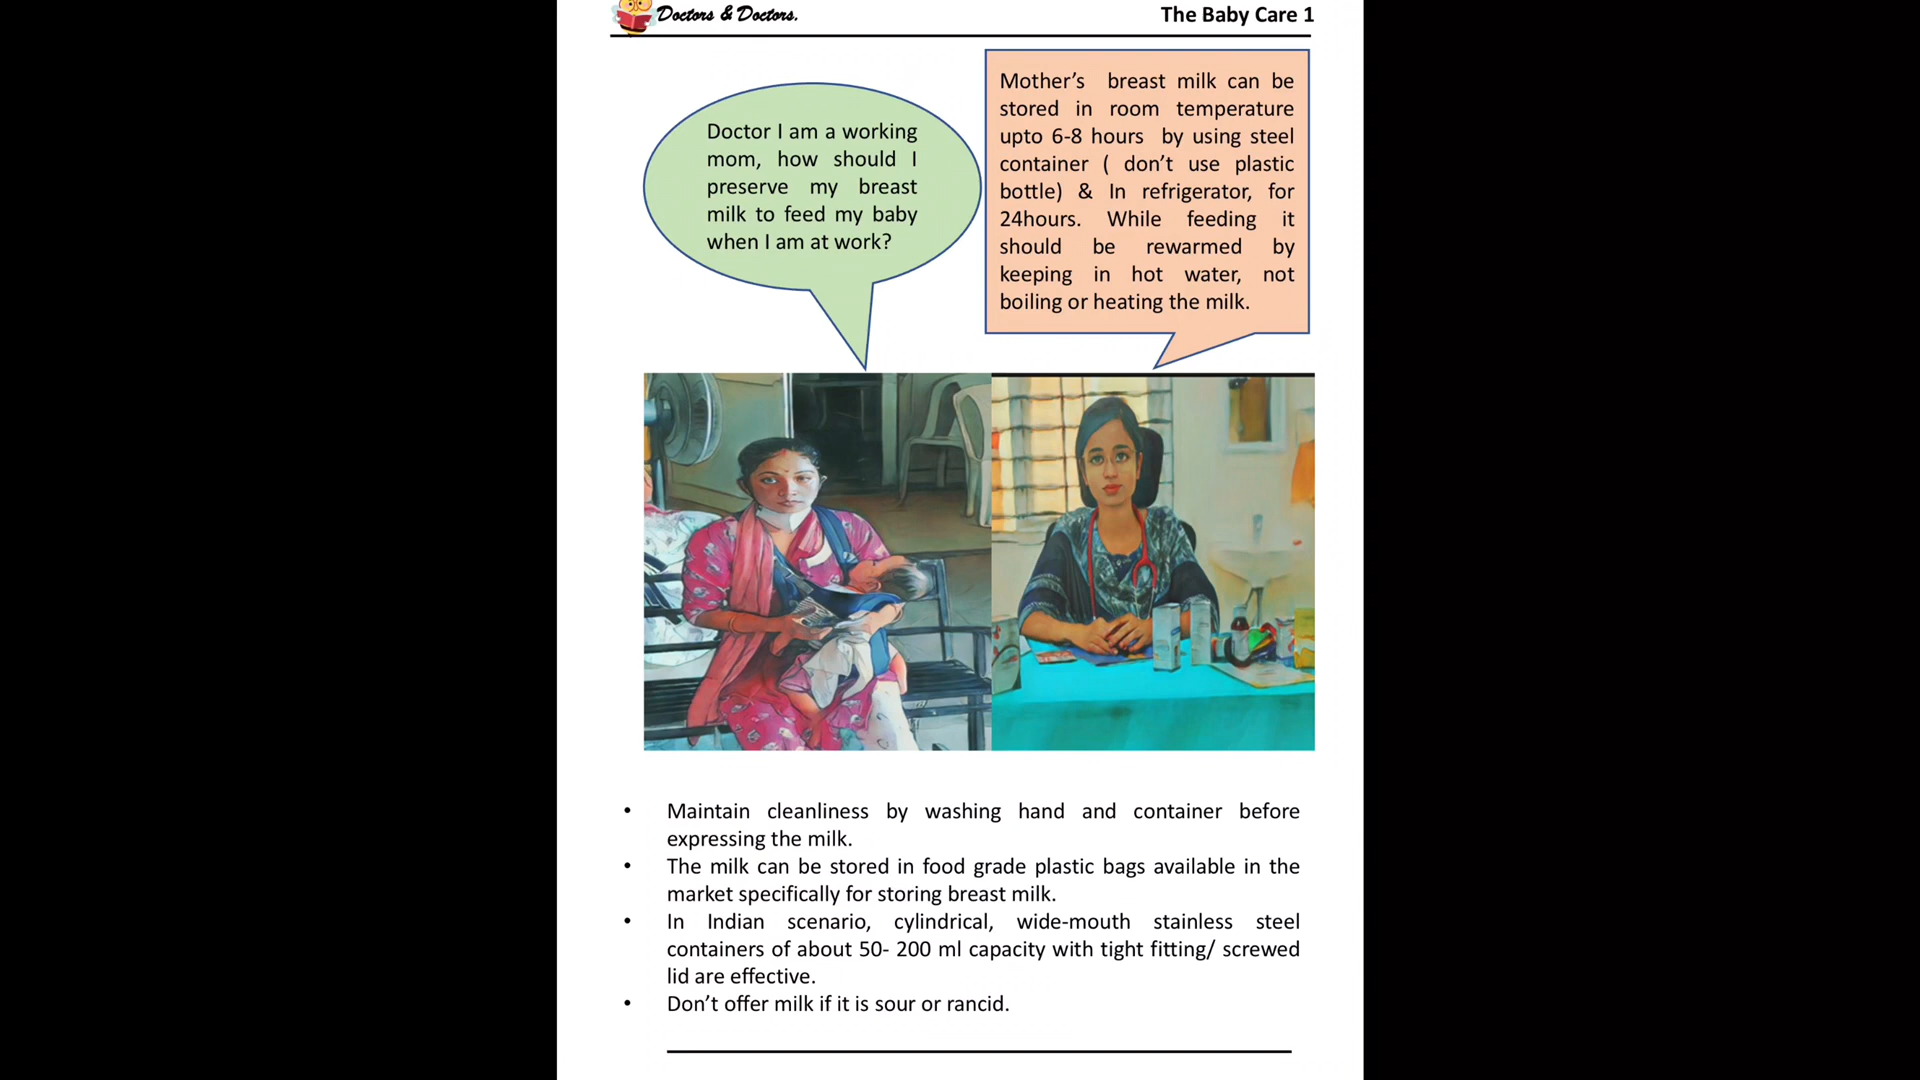 Doctors & Doctors.
The Baby Care 1
Doctor I am a working
mom, how should I
preserve my breast
milk to feed my baby
when I am at work?
Mother’s breast milk can be
stored in room temperature
upto 6-8 hours by using steel
container ( don’t use plastic
bottle) & In refrigerator, for
24hours. While feeding it
should be rewarmed by
keeping in hot water, not
boiling or heating the milk.
• Maintain cleanliness by washing hand and container before
expressing the milk.
• The milk can be stored in food grade plastic bags available in the
market specifically for storing breast milk.
• In Indian scenario, cylindrical, wide-mouth stainless steel
containers of about 50- 200 ml capacity with tight fitting/ screwed
lid are effective.
• Don’t offer milk if it is sour or rancid.